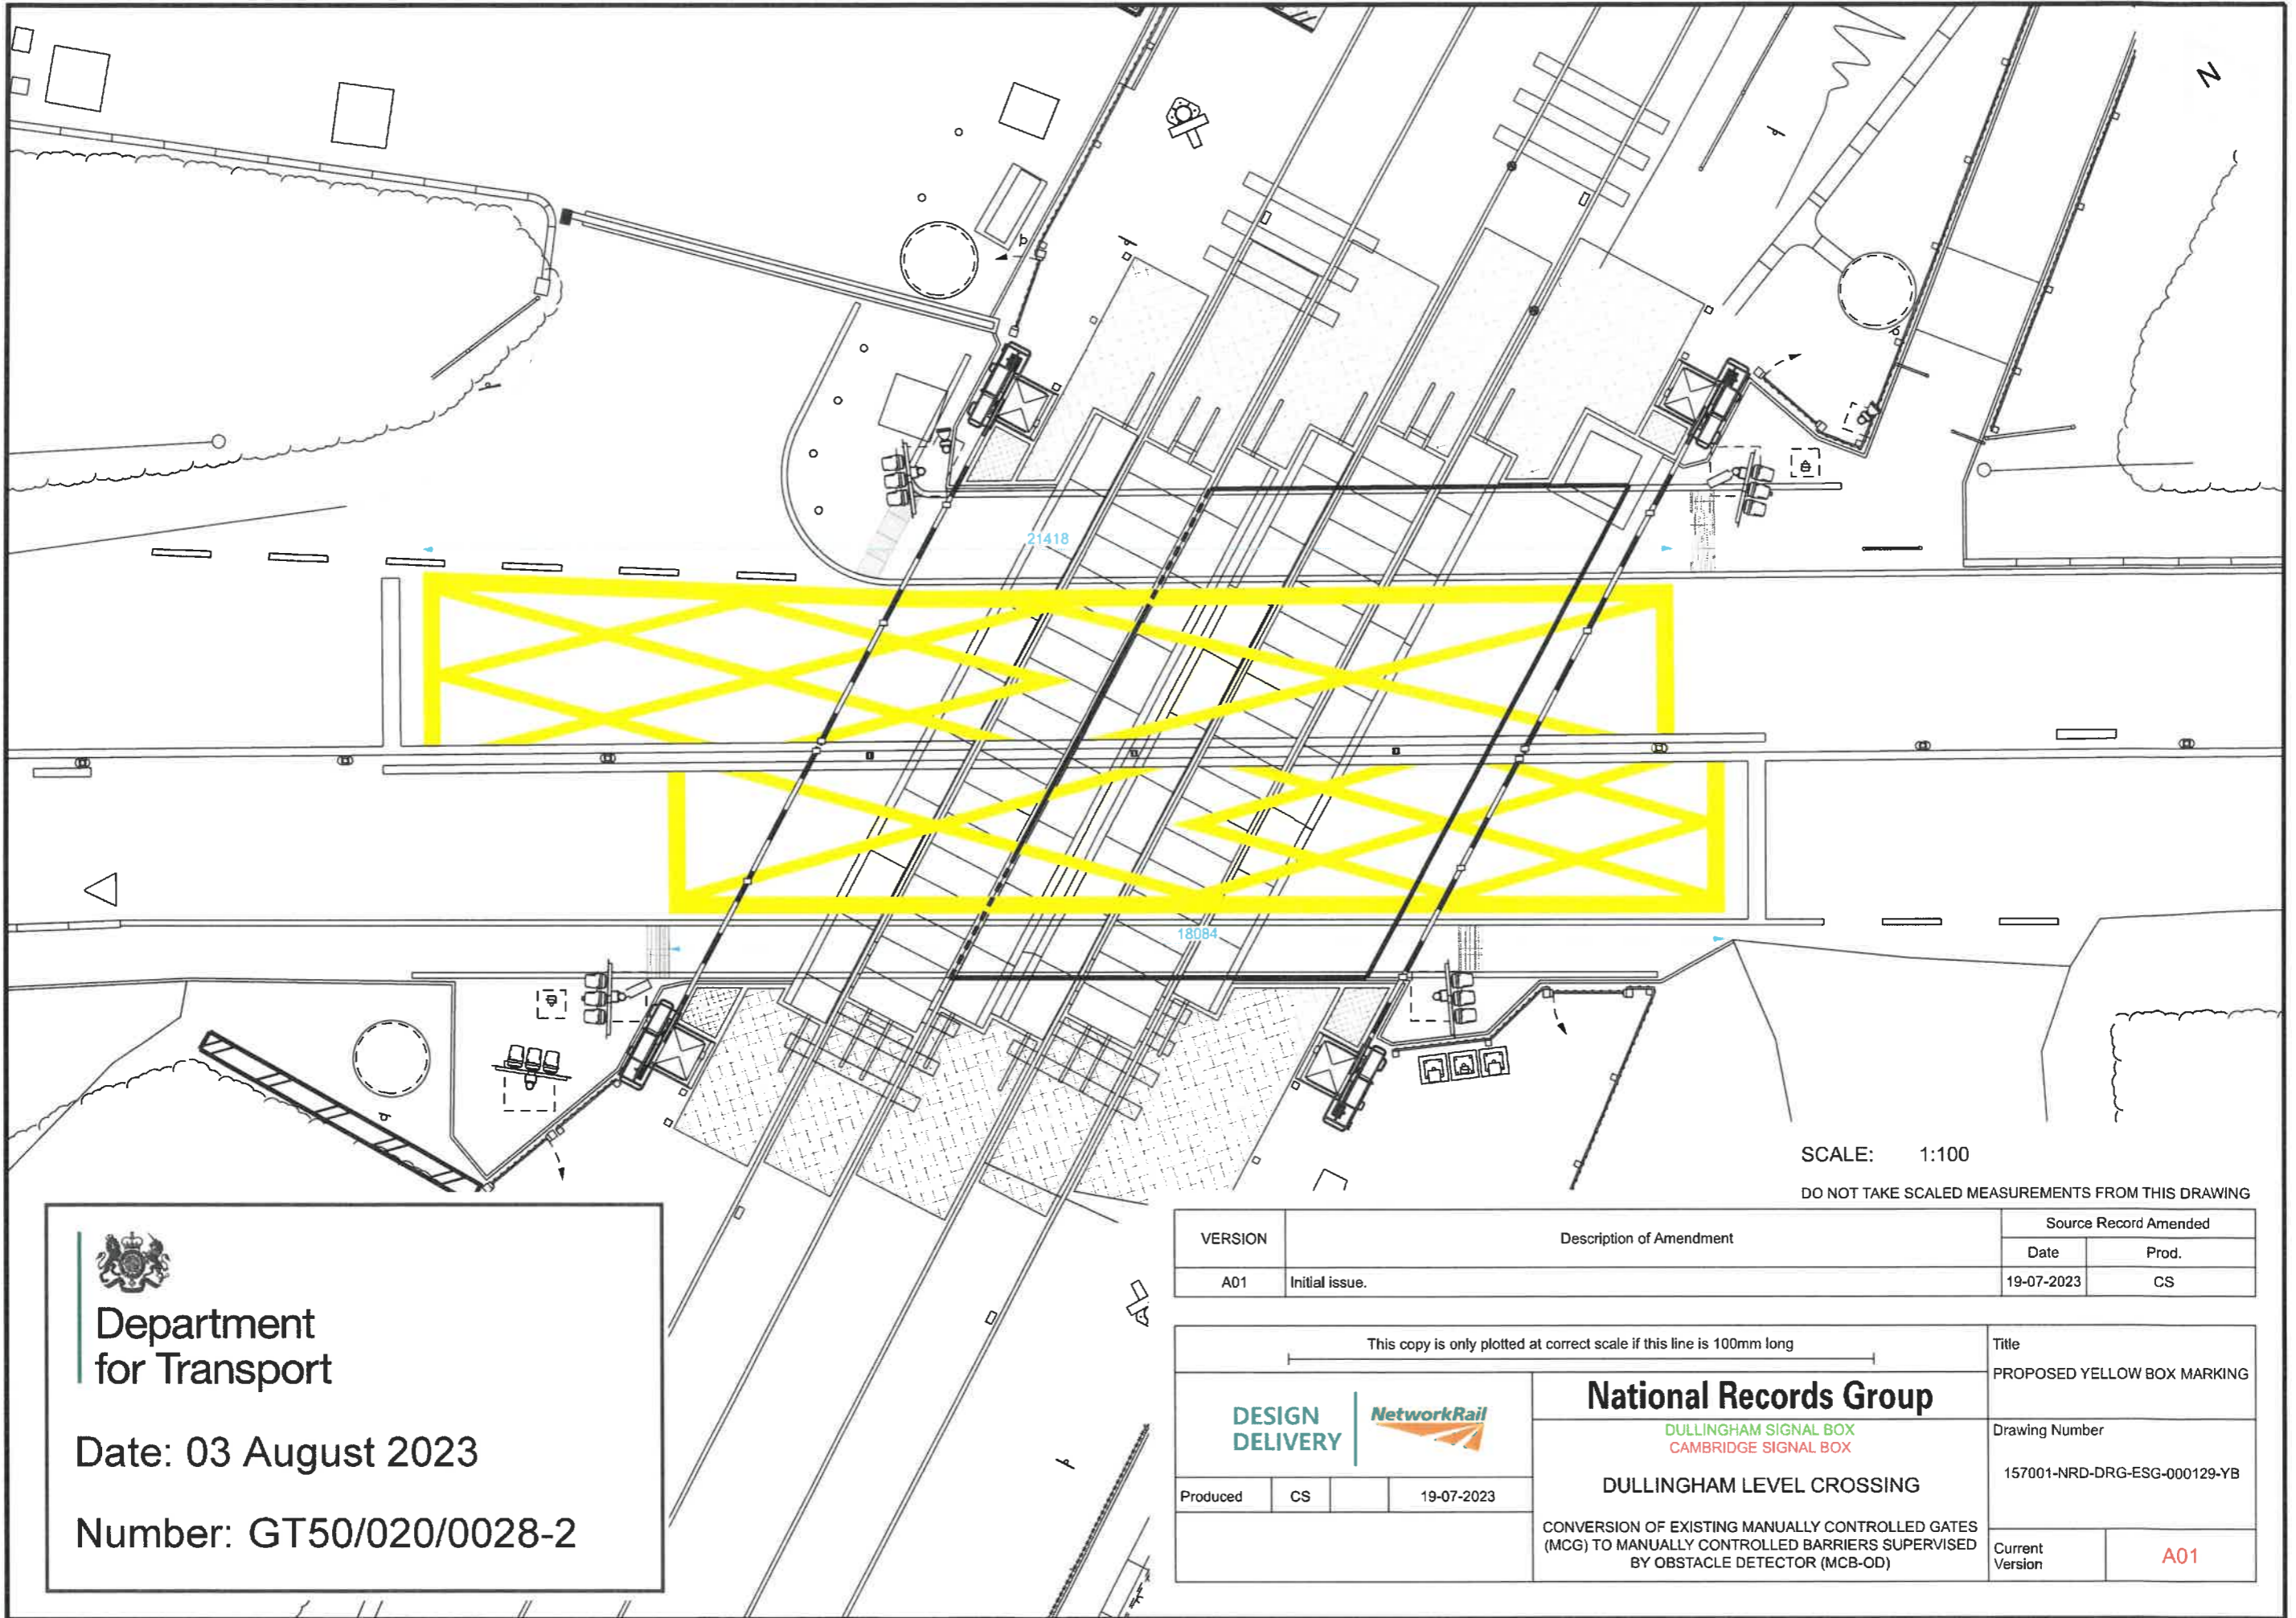 N
21418
18084
SCALE: 1:100
DO NOT TAKE SCALED MEASUREMENTS FROM THIS DRAWING
VERSION
Description of Amendment
Source Record Amended
Date
Prod.
A01
Initial issue.
19-07-2023
CS
Department
for Transport
Date: 03 August 2023
Number: GT50/020/0028-2
This copy is only plotted at correct scale if this line is 100mm long
DESIGN
DELIVERY
NetworkRail
Produced
CS
19-07-2023
National Records Group
DULLINGHAM SIGNAL BOX
CAMBRIDGE SIGNAL BOX
DULLINGHAM LEVEL CROSSING
CONVERSION OF EXISTING MANUALLY CONTROLLED GATES
(MCG) TO MANUALLY CONTROLLED BARRIERS SUPERVISED
BY OBSTACLE DETECTOR (MCB-OD)
Title
PROPOSED YELLOW BOX MARKING
Drawing Number
157001-NRD-DRG-ESG-000129-YB
Current
Version
A01